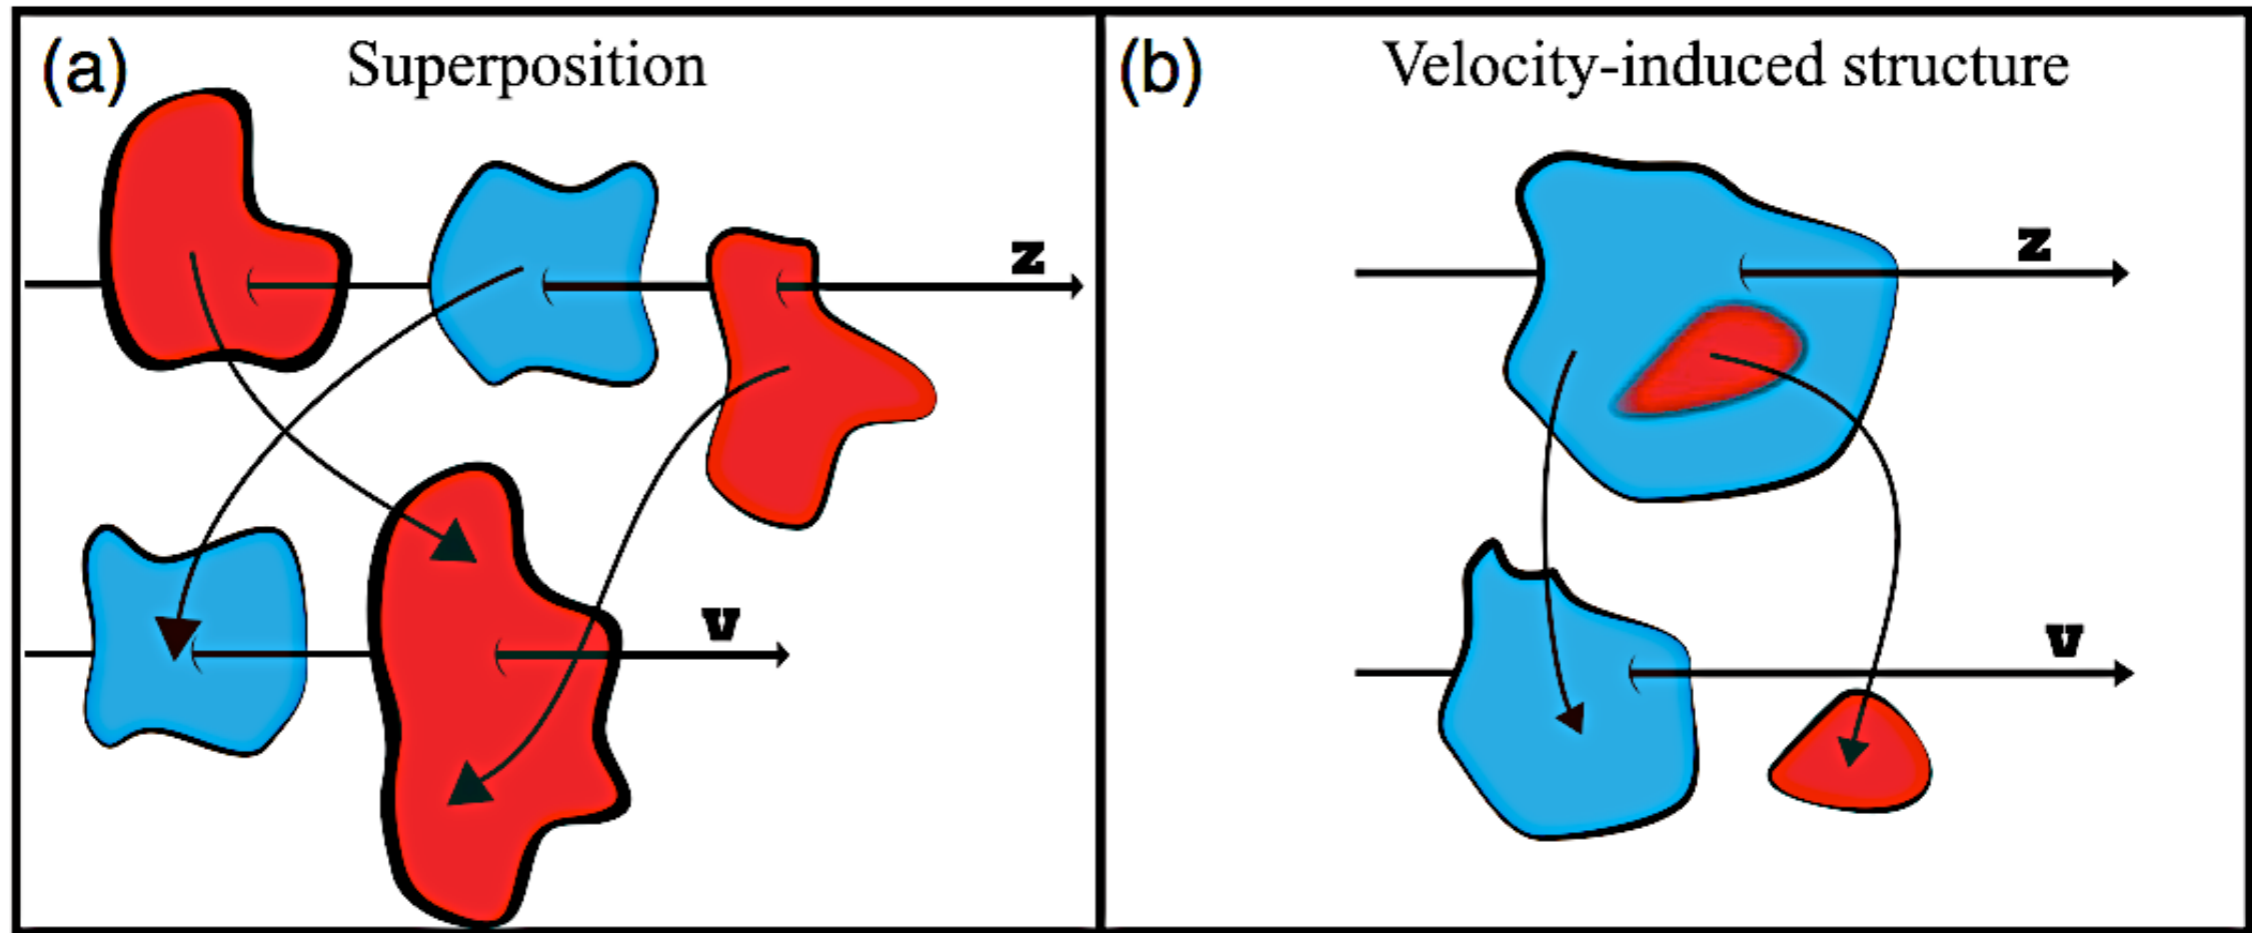 (a) Superposition
z
v
(b) Velocity-induced structure
z
v